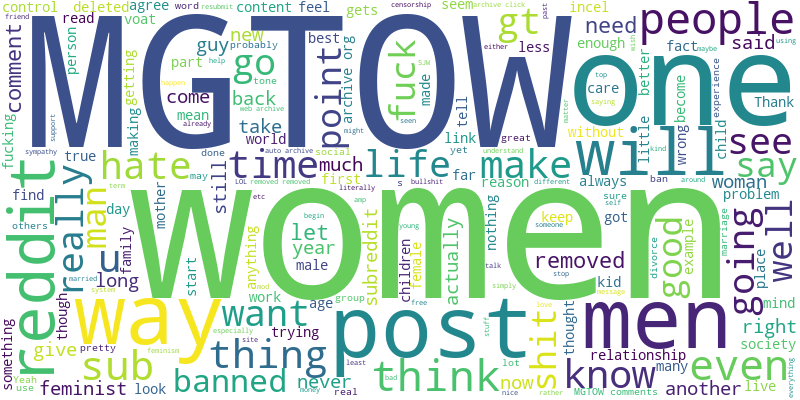 control deleted agree word resubmit content feel
friend voat read gets seem archive click incel past
MGTOW one people
person new gt need said
comment guy go best less enough fact using
part tone probably help
getting come back point archive org fuck made SJW either care top maybe better become experience wish Thank
fucking mean take web archive tell seen matter saying
making already might great without little wrong child see
support happen world link yet understand kind
sympathy true done auto archive social will say
hate may time much life far make woman
find LOL removed removed first literally s bullshit reason different always ban around
term etc amp sure self problem
others day mother still women nothing keep got
reddit really man u begin young someone well
family let year anything subreddit actually talk good example divorce marriage place going
long male children female removed kid stop simply mind
something though married start work mod group free message love thought
system age stuff right
way want post shit men society
give pretty trying relationship
Yeah use sub especially thing site think know many even
feminism least lot now live everything
feminist look banned never bad another
money real nice rather MGTOW comments